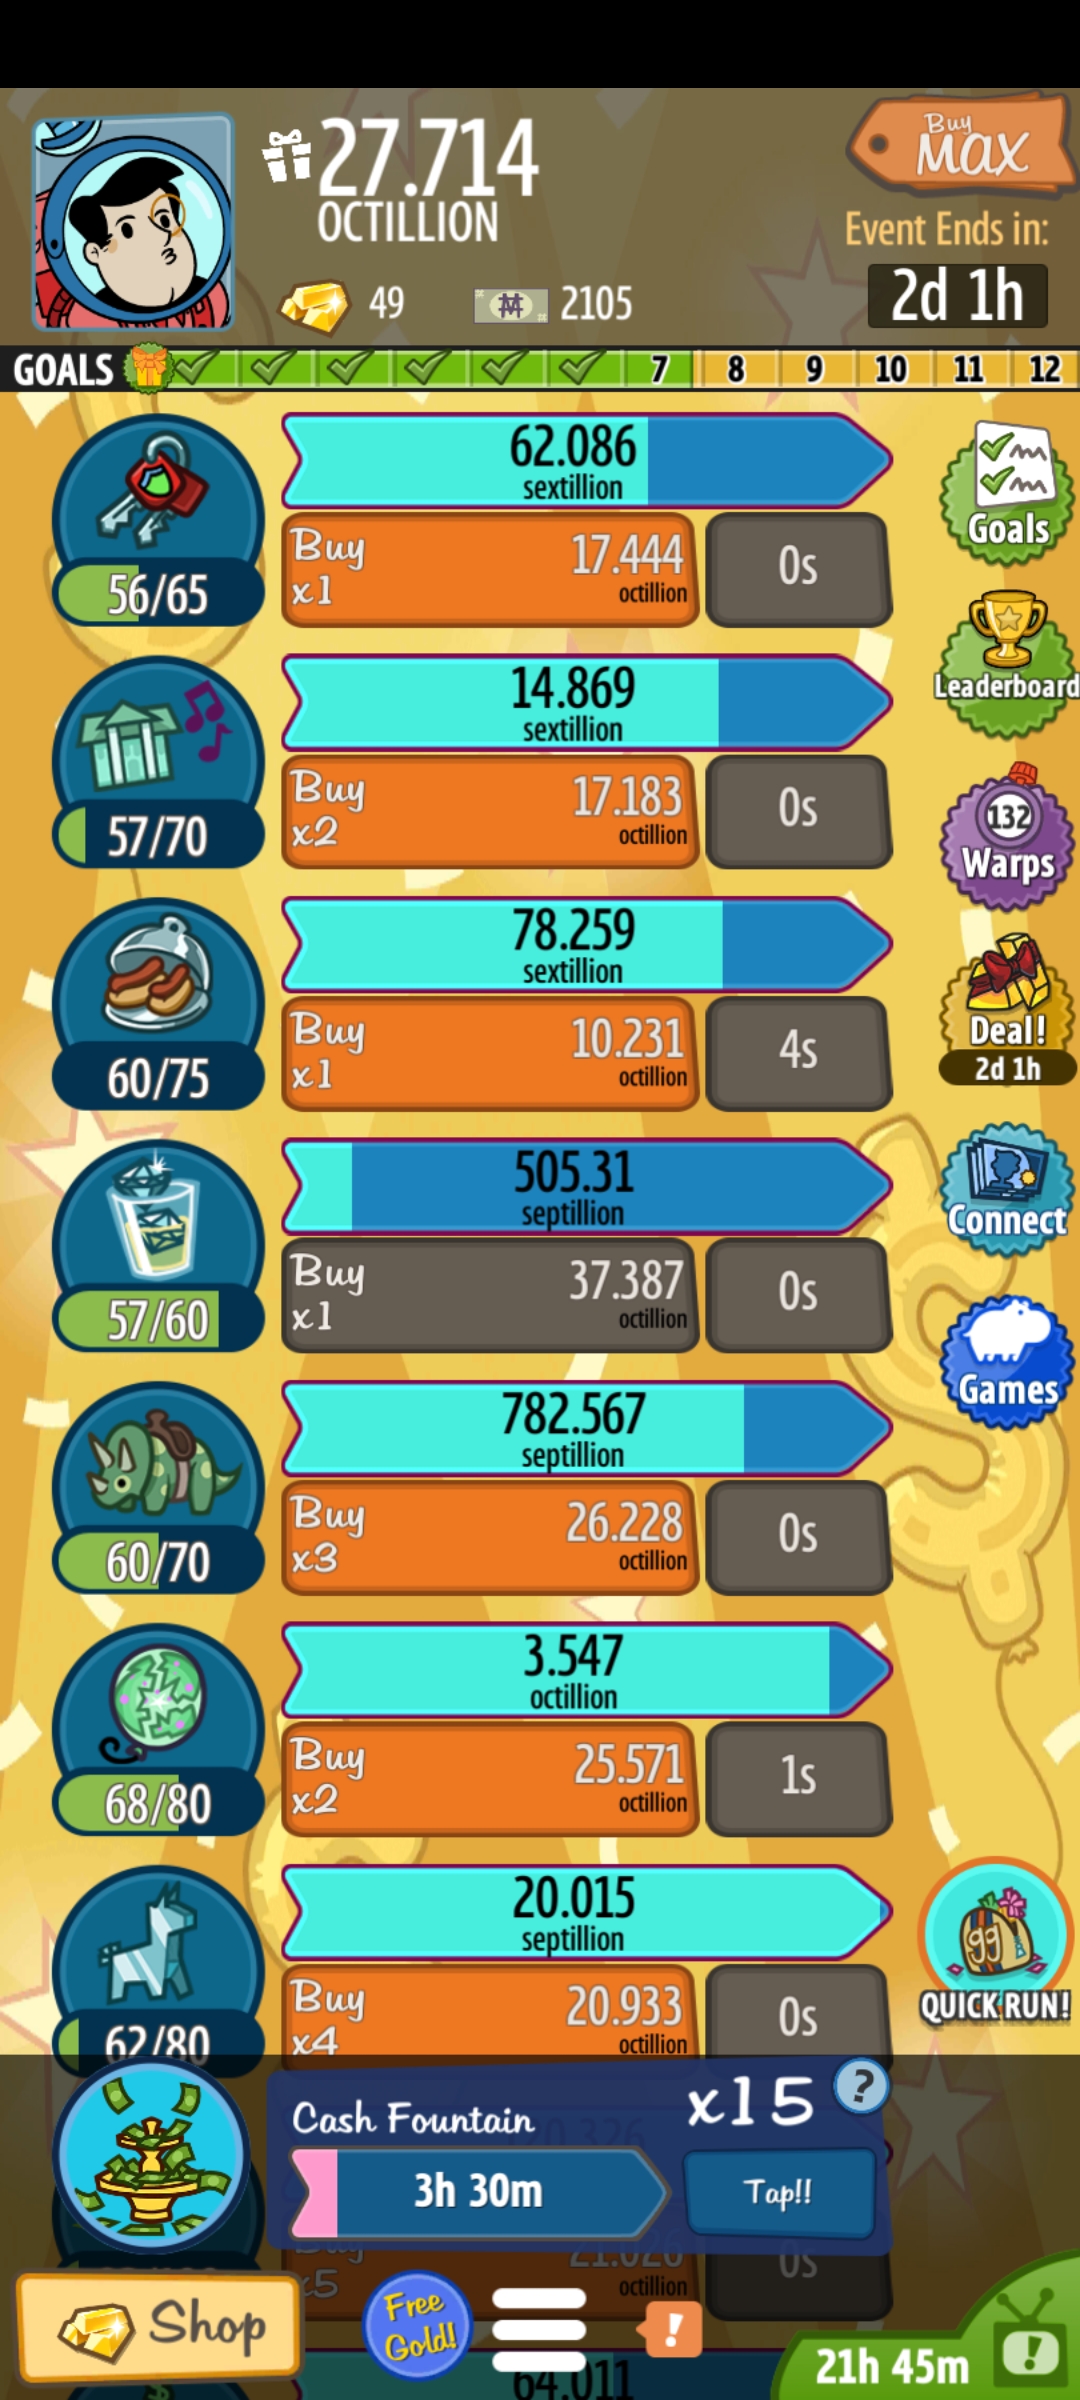 27.714
OCTILLION
Buy
MAX
Event Ends in:
2d 1h
49
2105
GOALS 7 8 9 10 11 12
62.086
sextillion
Buy
x1
17.444
octillion
0s
56/65
14.869
sextillion
Buy
x2
17.183
octillion
0s
57/70
78.259
sextillion
Buy
x1
10.231
octillion
4s
60/75
505.31
septillion
Buy
x1
37.387
octillion
0s
57/60
782.567
septillion
Buy
x3
26.228
octillion
0s
60/70
3.547
octillion
Buy
x2
25.571
octillion
1s
68/80
20.015
septillion
Buy
x4
20.933
octillion
0s
62/80
Goals
Leaderboard
132
Warps
Deal!
2d 1h
Connect
Games
99
QUICK RUN!
Cash Fountain
x15
?
3h 30m
Tap!!
Buy
x5
21.026
octillion
0s
Shop
Free
Gold!
!
64.011
21h 45m
!